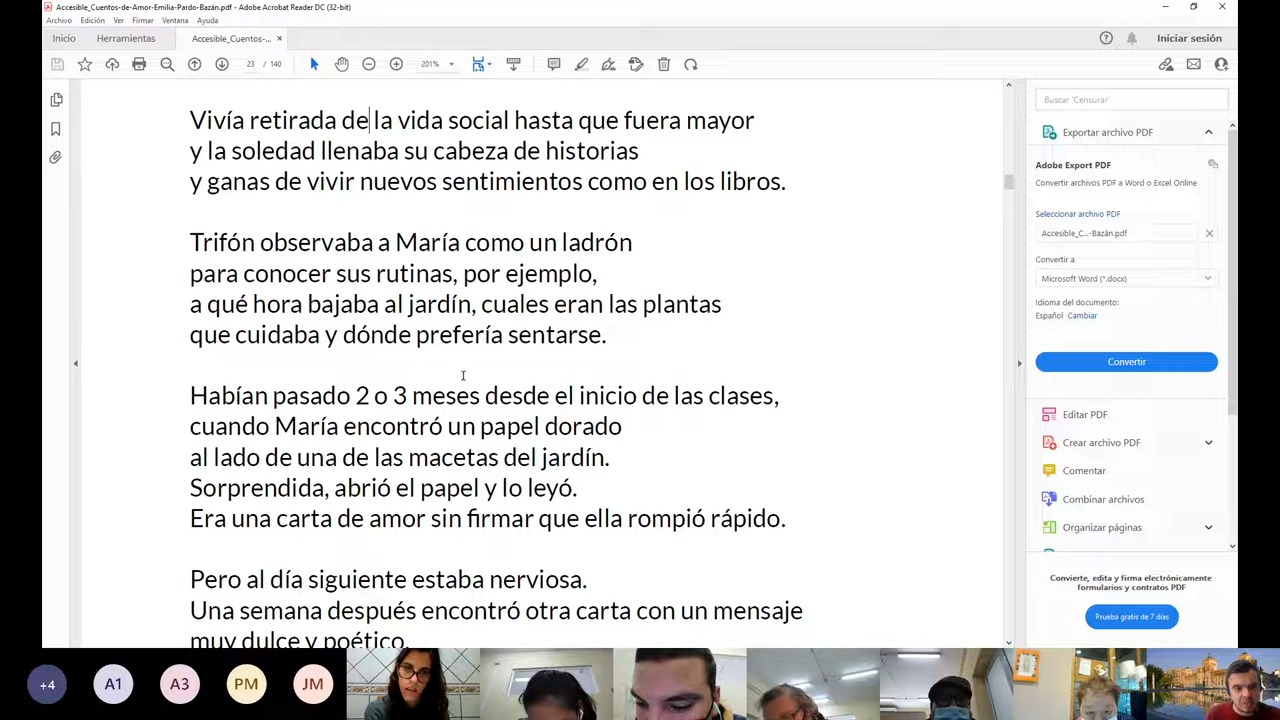 Accesible_Cuentos-de-Amor-Emilia-Pardo-Bazán.pdf - Adobe Acrobat Reader DC (32-bit)
Archivo Edición Ver Firmar Ventana Ayuda
Inicio Herramientas Accesible_Cuentos-... × Iniciar sesión
23 / 140 201%
Vivía retirada de la vida social hasta que fuera mayor
y la soledad llenaba su cabeza de historias
y ganas de vivir nuevos sentimientos como en los libros.
Trifón observaba a María como un ladrón
para conocer sus rutinas, por ejemplo,
a qué hora bajaba al jardín, cuales eran las plantas
que cuidaba y dónde prefería sentarse.
Habían pasado 2 o 3 meses desde el inicio de las clases,
cuando María encontró un papel dorado
al lado de una de las macetas del jardín.
Sorprendida, abrió el papel y lo leyó.
Era una carta de amor sin firmar que ella rompió rápido.
Pero al día siguiente estaba nerviosa.
Una semana después encontró otra carta con un mensaje
muy dulce y poético.
Buscar 'Censurar'
Exportar archivo PDF
Adobe Export PDF
Convertir archivos PDF a Word o Excel Online
Seleccionar archivo PDF
Accesible_C...-Bazán.pdf
Convertir a
Microsoft Word (*.docx)
Idioma del documento:
Español Cambiar
Convertir
Editar PDF
Crear archivo PDF
Comentar
Combinar archivos
Organizar páginas
Convierte, edita y firma electrónicamente
formularios y contratos PDF
Prueba gratis de 7 días
+4 A1 A3 PM JM